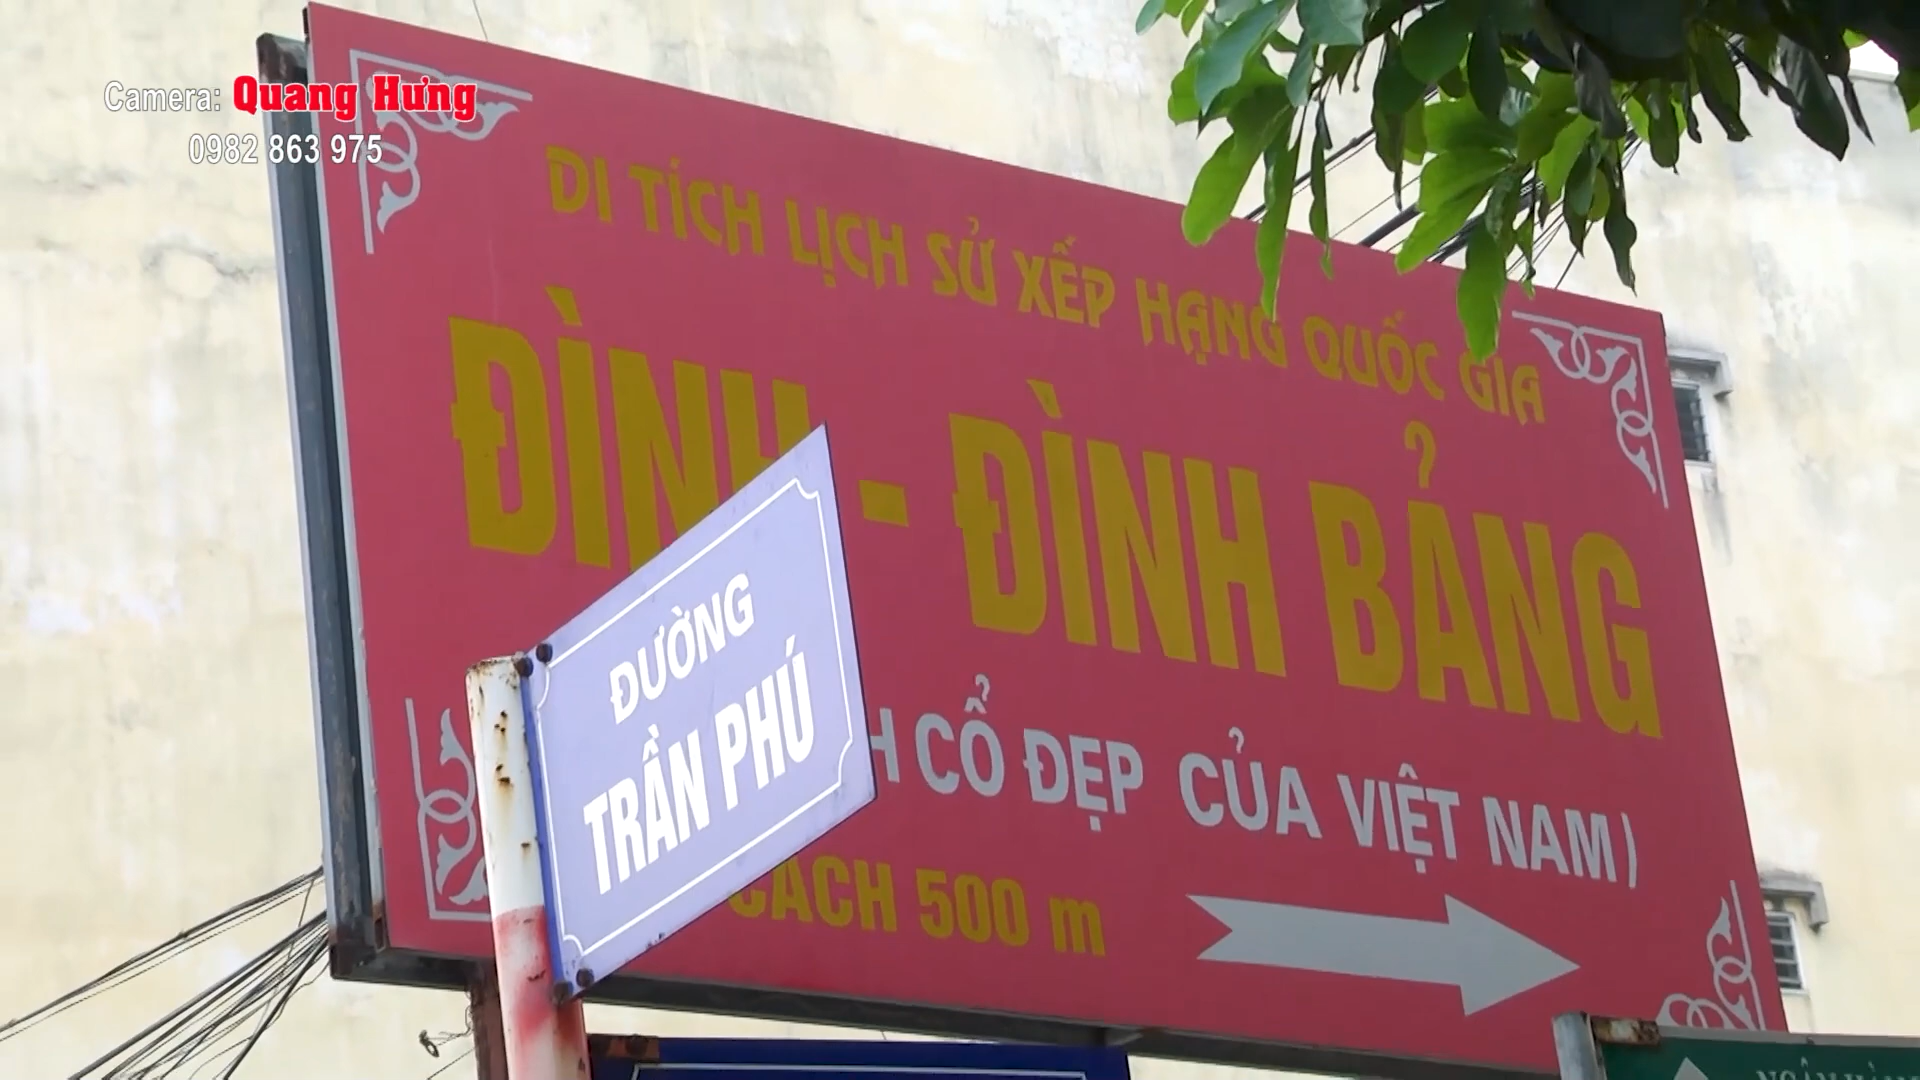 Camera: Quang Hưng
0982 863 975
DI TÍCH LỊCH SỬ XẾP HẠNG QUỐC GIA
ĐÌNH - ĐÌNH BẢNG
CỔ ĐẸP CỦA VIỆT NAM)
CÁCH 500 m
ĐƯỜNG
TRẦN PHÚ